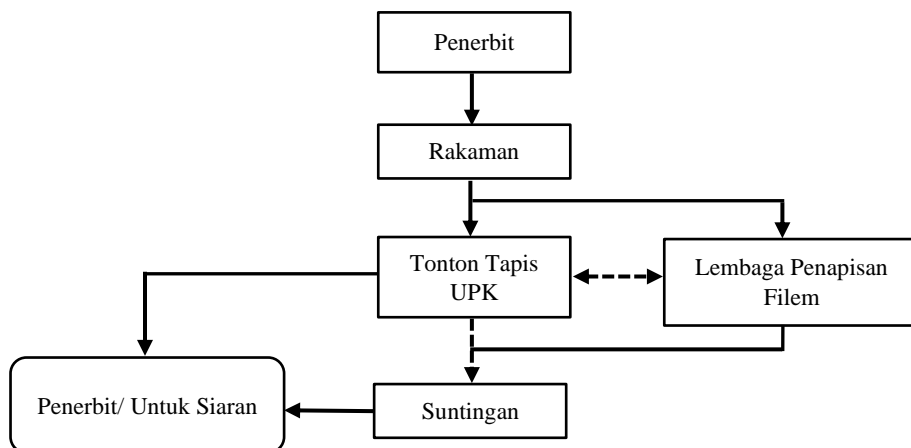 Penerbit
Rakaman
Tonton Tapis
UPK
Lembaga Penapisan
Filem
Penerbit/ Untuk Siaran
Suntingan